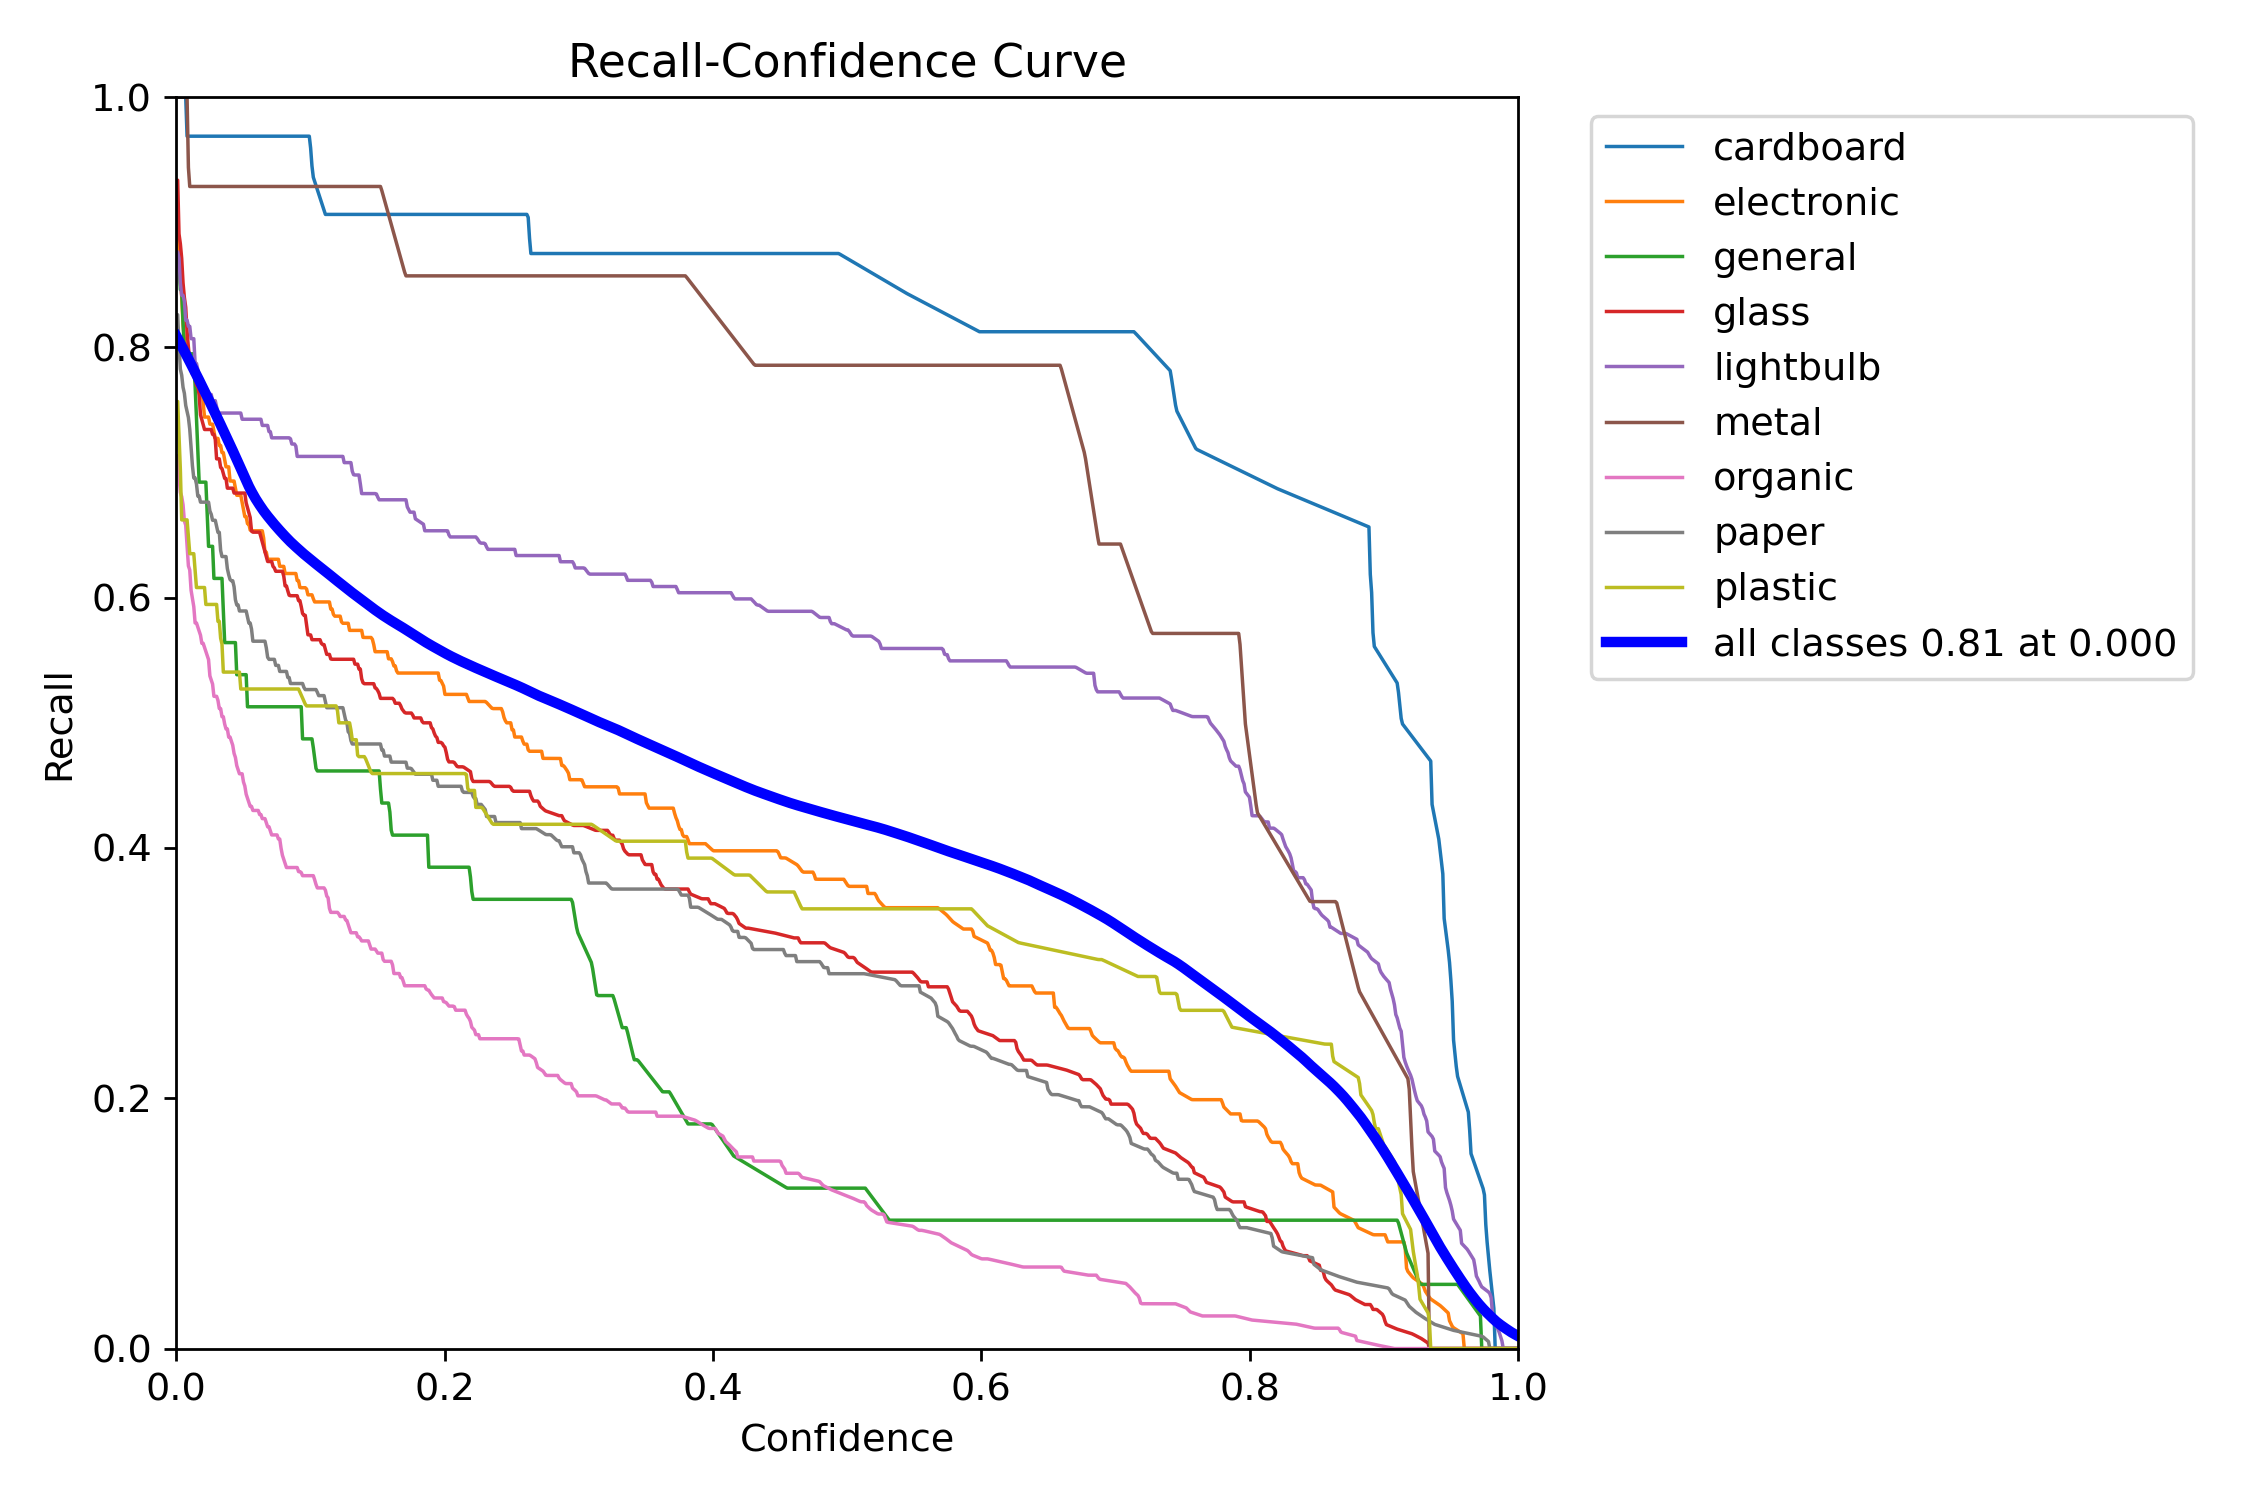 Recall-Confidence Curve
1.0
0.8
0.6
0.4
0.2
0.0
Recall
0.0 0.2 0.4 0.6 0.8 1.0
Confidence
cardboard
electronic
general
glass
lightbulb
metal
organic
paper
plastic
all classes 0.81 at 0.000